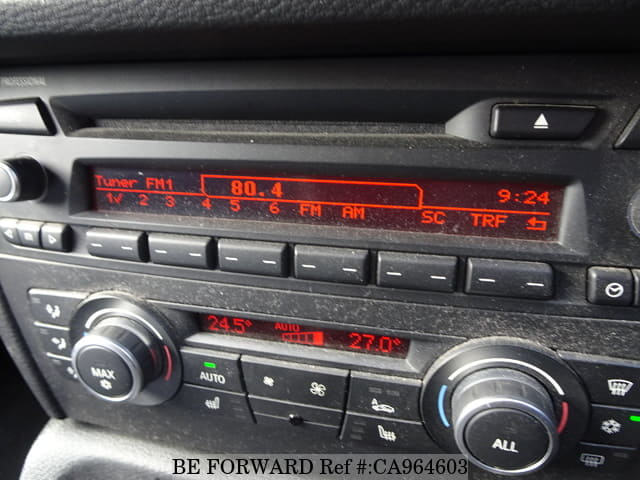 PROFESSIONAL
Tuner FM1 80.4 9:24
1✓ 2 3 4 5 6 FM AM SC TRF
24.5° AUTO 27.0°
MAX
AUTO
ALL
BE FORWARD Ref #:CA964603